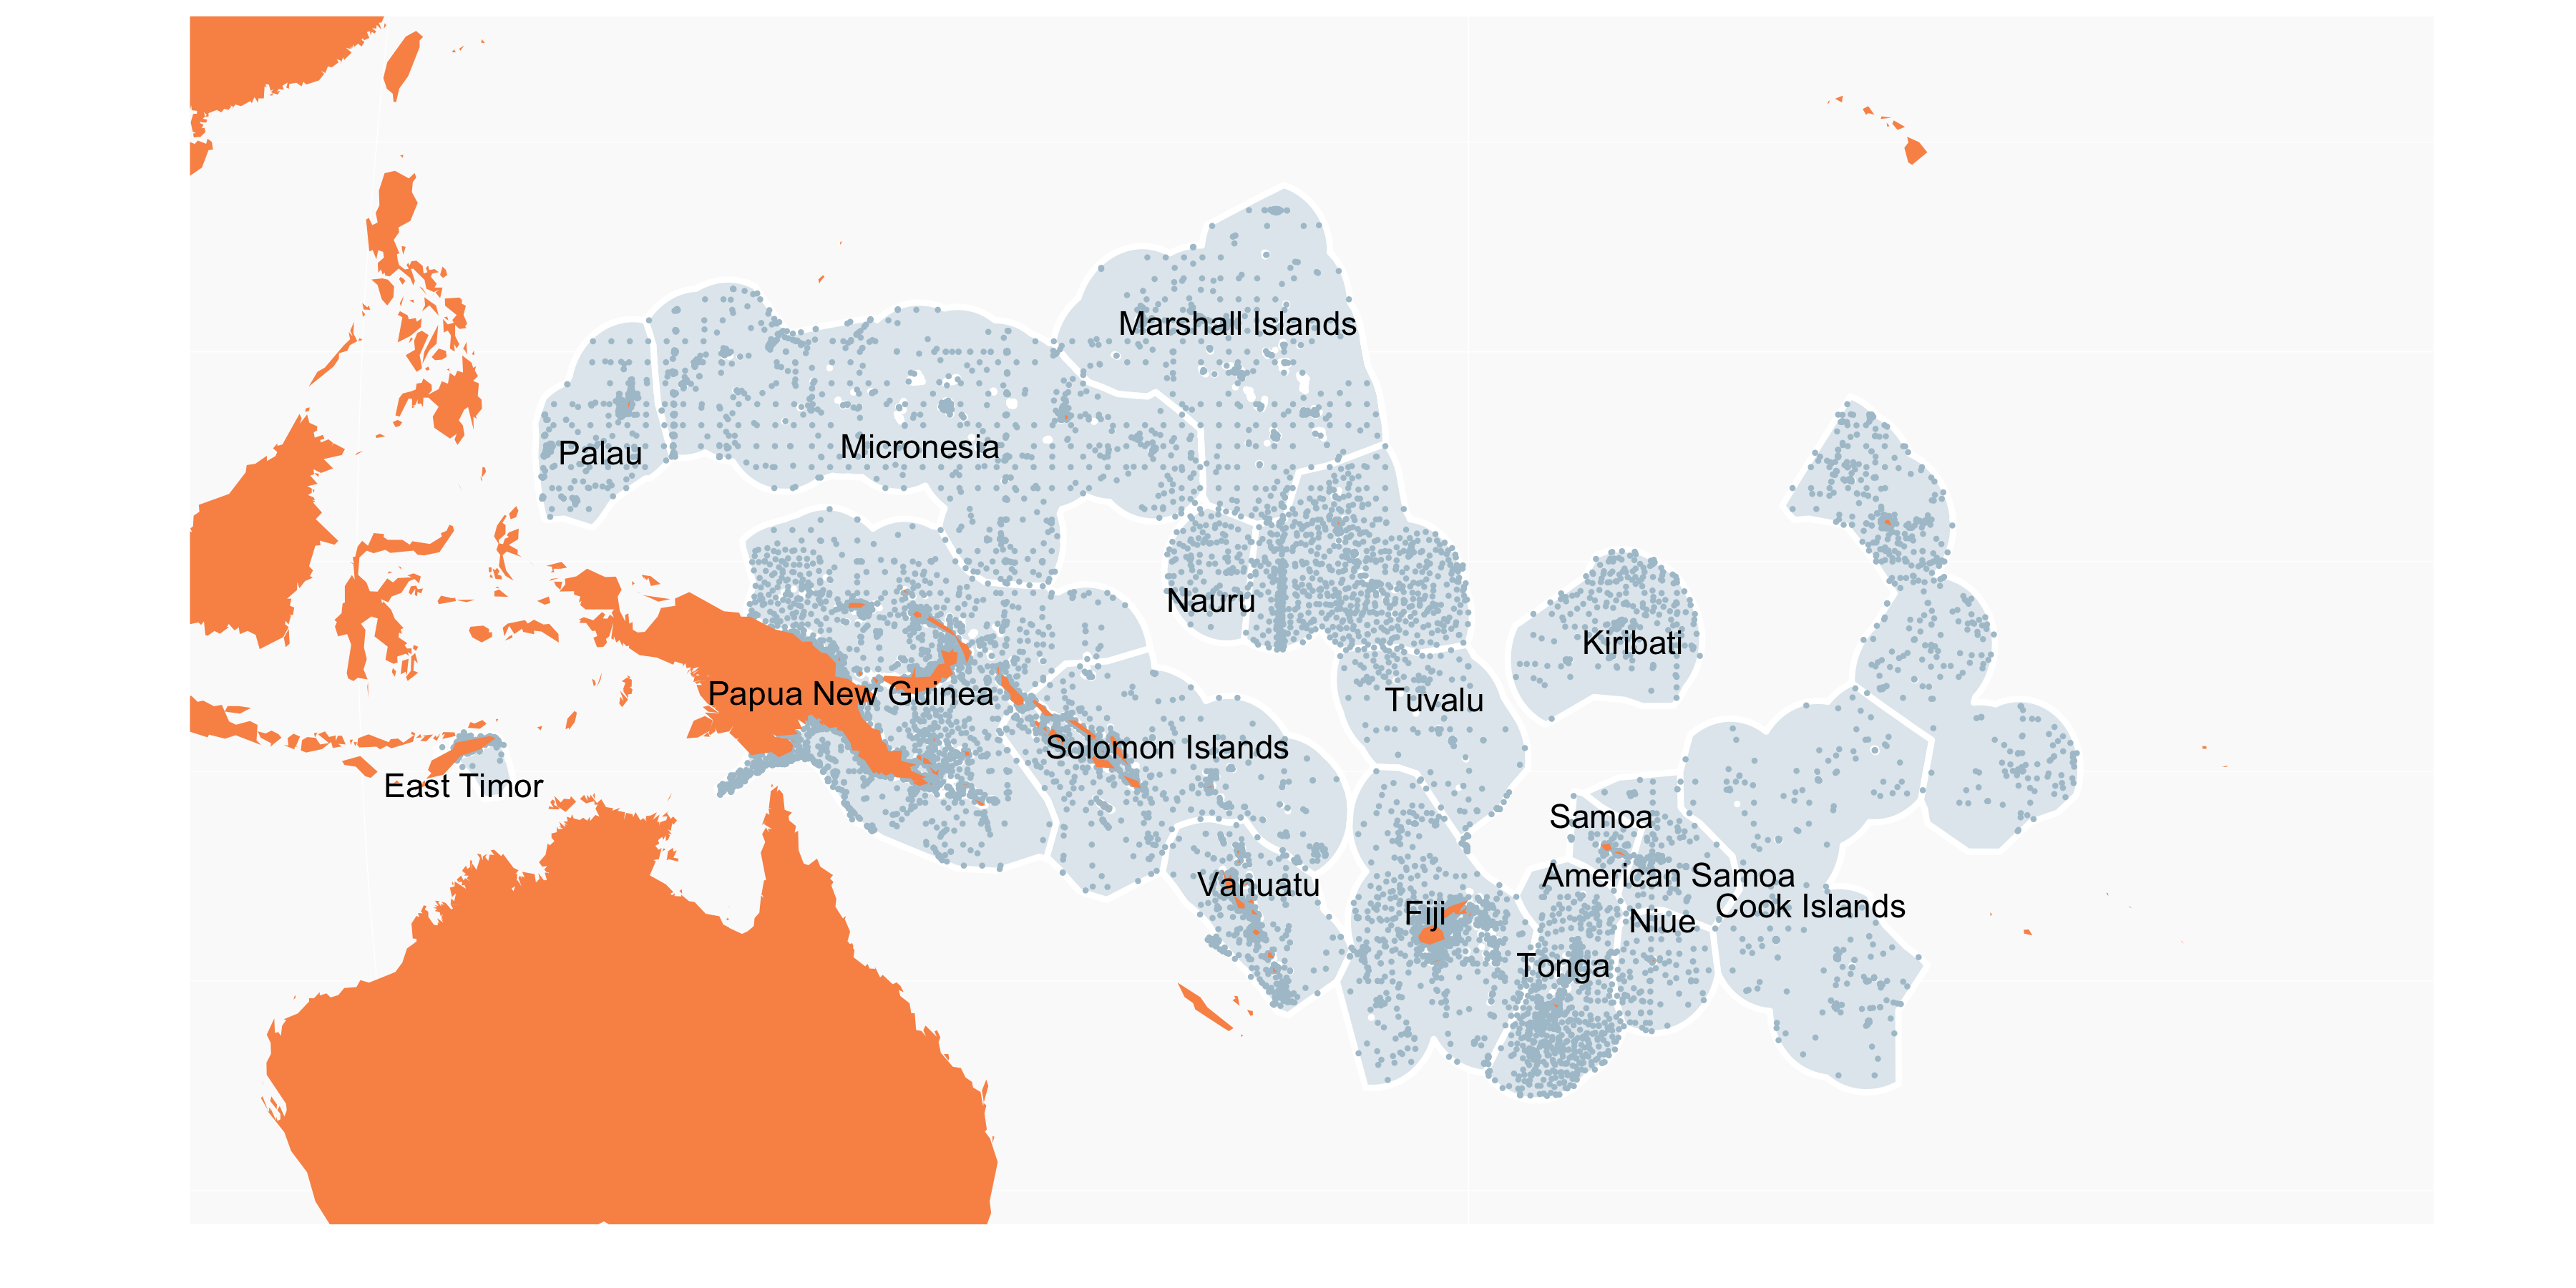 Marshall Islands
Micronesia
Palau
Nauru
Kiribati
Papua New Guinea
Tuvalu
Solomon Islands
East Timor
Samoa
American Samoa
Vanuatu
Cook Islands
Fiji
Niue
Tonga